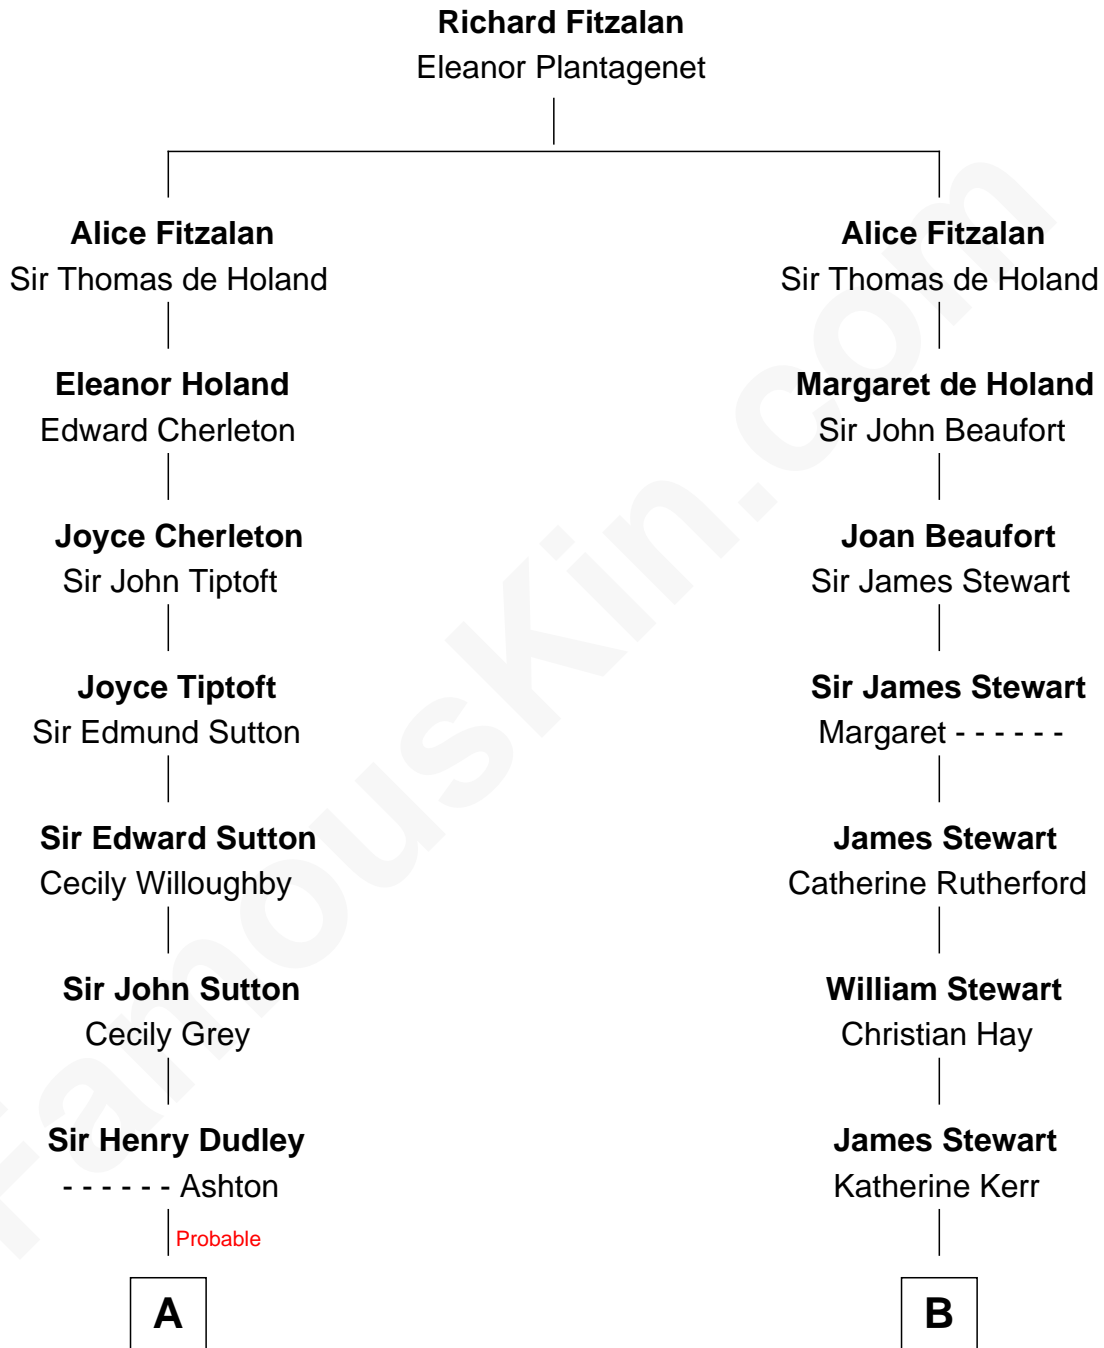 Richard Fitzalan
Eleanor Plantagenet
Alice Fitzalan
Sir Thomas de Holand
Alice Fitzalan
Sir Thomas de Holand
Eleanor Holand
Edward Cherleton
Margaret de Holand
Sir John Beaufort
Joyce Cherleton
Sir John Tiptoft
Joan Beaufort
Sir James Stewart
Joyce Tiptoft
Sir Edmund Sutton
Sir James Stewart
Margaret - - - - - -
Sir Edward Sutton
Cecily Willoughby
James Stewart
Catherine Rutherford
Sir John Sutton
Cecily Grey
William Stewart
Christian Hay
Sir Henry Dudley
- - - - - - Ashton
James Stewart
Katherine Kerr
Probable
A
B
FamousKin.com